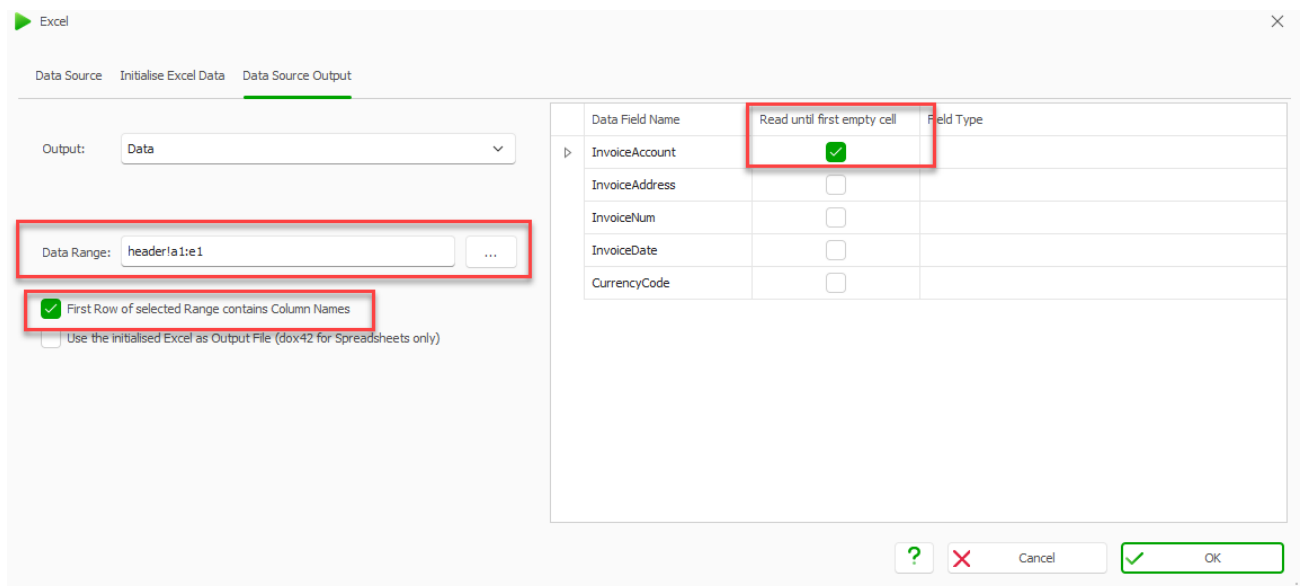 Excel
Data Source Initialise Excel Data Data Source Output
Output: Data
Data Range: header!a1:e1 ...
First Row of selected Range contains Column Names
Use the initialised Excel as Output File (dox42 for Spreadsheets only)
Data Field Name Read until first empty cell Field Type
InvoiceAccount
InvoiceAddress
InvoiceNum
InvoiceDate
CurrencyCode
? Cancel OK